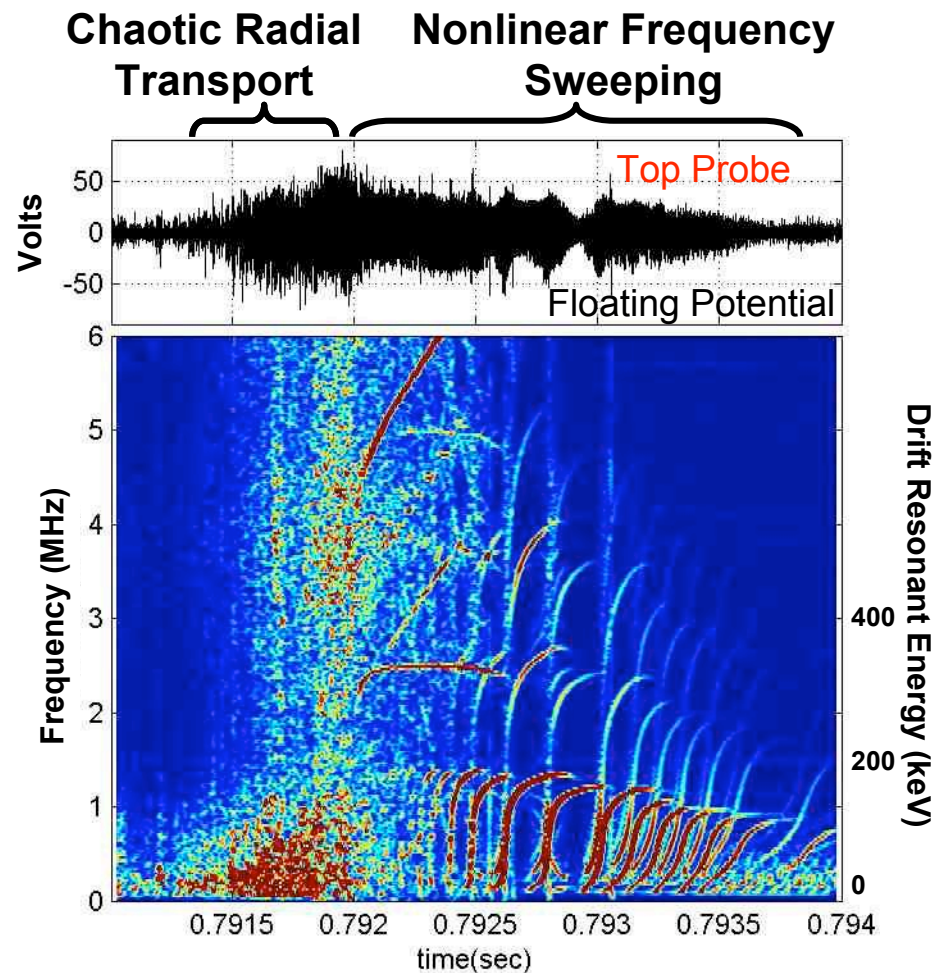 Chaotic Radial
Transport
Nonlinear Frequency
Sweeping
Volts
50
0
-50
Top Probe
Floating Potential
Frequency (MHz)
6
5
4
3
2
1
0
Drift Resonant Energy (keV)
400
200
0
0.7915
0.792
0.7925
0.793
0.7935
0.794
time(sec)